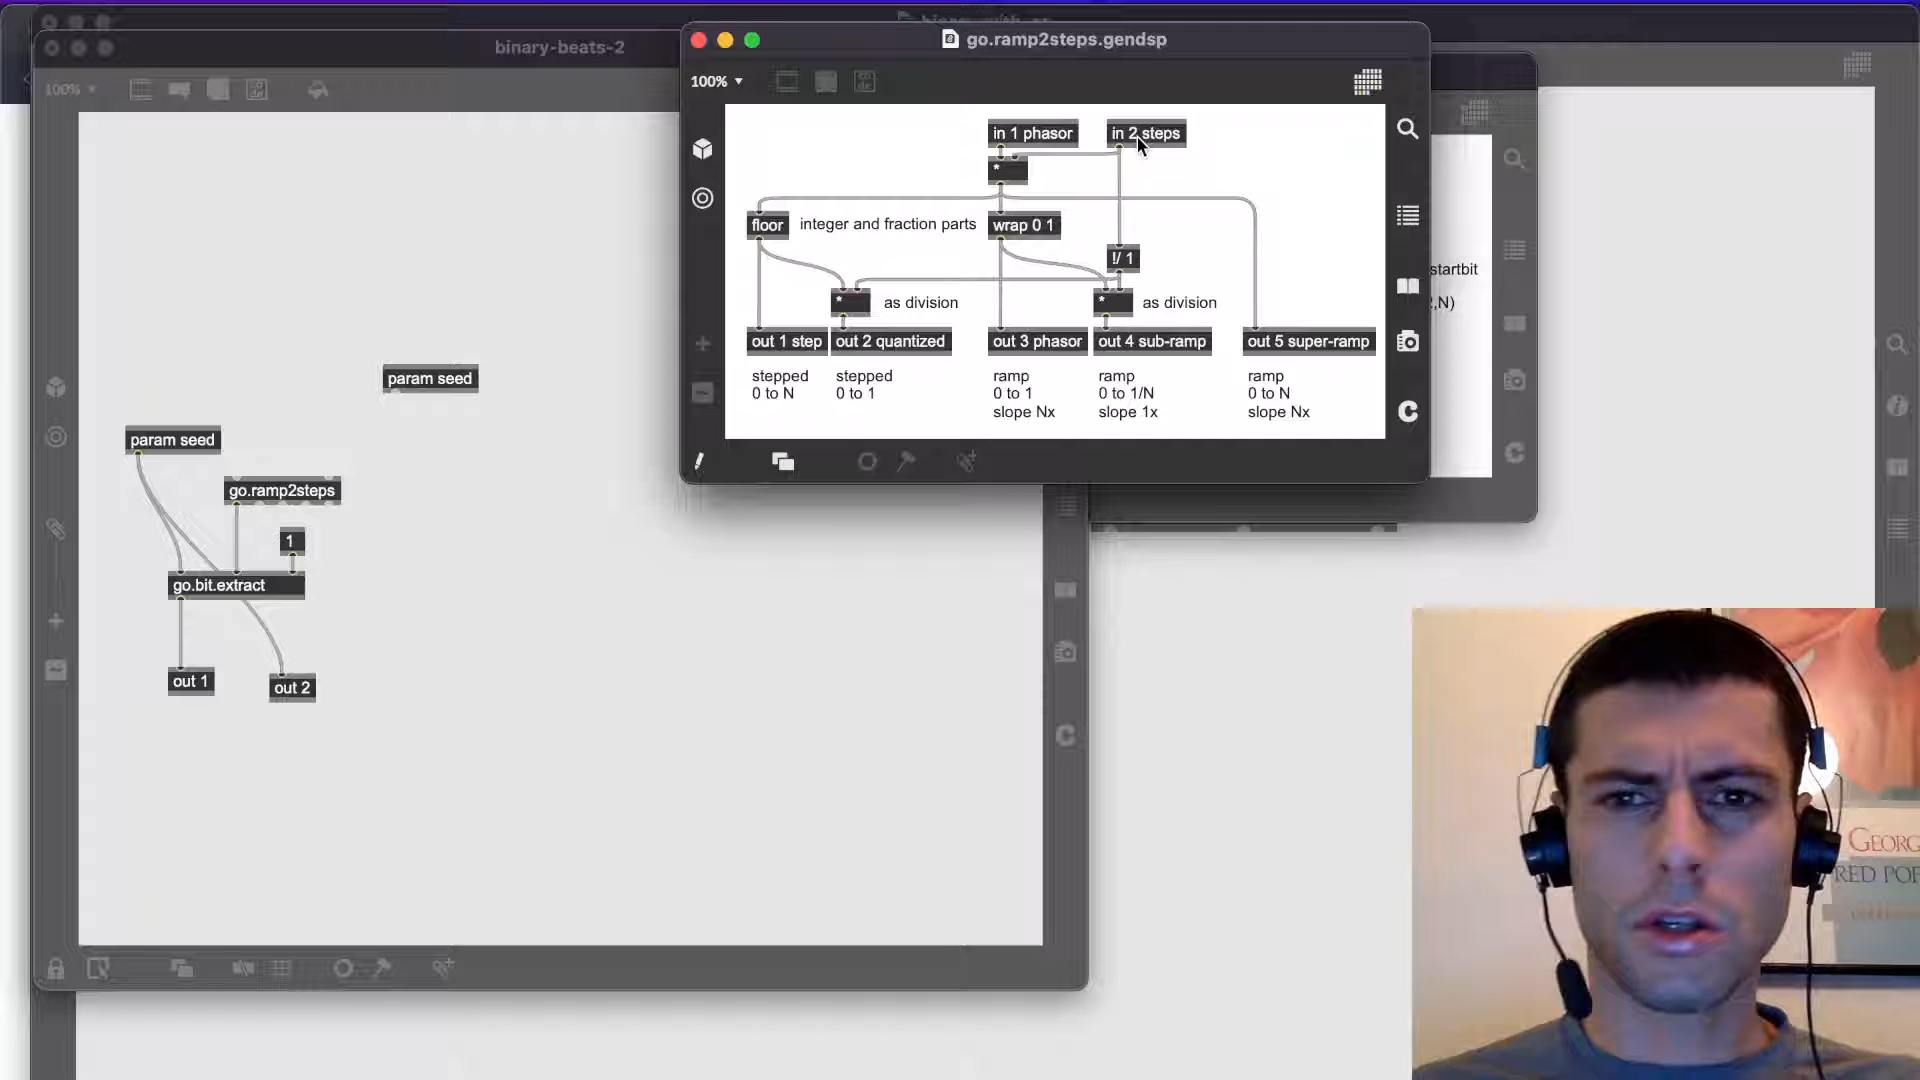 binary-beats-2
100%
param seed
param seed
go.ramp2steps
1
go.bit.extract
out 1
out 2
go.ramp2steps.gendsp
100%
in 1 phasor
in 2 steps
*
floor
integer and fraction parts
wrap 0 1
!/ 1
*
as division
*
as division
out 1 step
out 2 quantized
out 3 phasor
out 4 sub-ramp
out 5 super-ramp
stepped
0 to N
stepped
0 to 1
ramp
0 to 1
slope Nx
ramp
0 to 1/N
slope 1x
ramp
0 to N
slope Nx
startbit
,N)
GEORG
RED POP